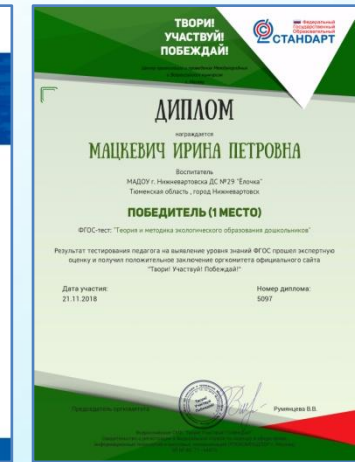 ТВОРИ!
УЧАСТВУЙ!
ПОБЕЖДАЙ!
Федеральный
Государственный
Образовательный
СТАНДАРТ
ДИПЛОМ
награждается
МАЦКЕВИЧ ИРИНА ПЕТРОВНА
Воспитатель
МАДОУ г. Нижневартовска ДС №29 "Ёлочка"
Тюменская область , город Нижневартовск
ПОБЕДИТЕЛЬ (1 МЕСТО)
ФГОС-тест: "Теория и методика экологического образования дошкольников"
Результат тестирования педагога на выявление уровня знаний ФГОС прошел экспертную
оценку и получил положительное заключение оргкомитета официального сайта
"Твори! Участвуй! Побеждай!"
Дата участия:
21.11.2018
Номер диплома:
5097
Председатель оргкомитета
Румянцева В.В.